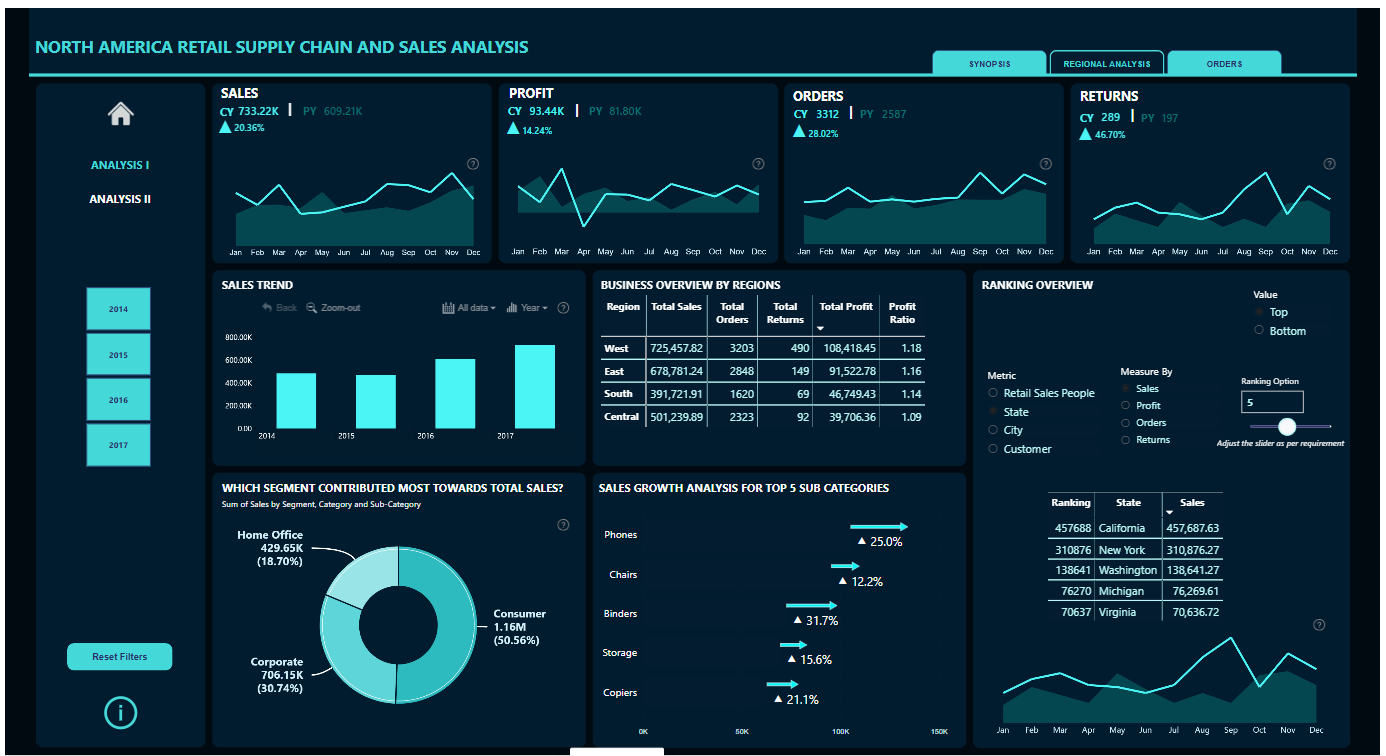 NORTH AMERICA RETAIL SUPPLY CHAIN AND SALES ANALYSIS
SYNOPSIS
REGIONAL ANALYSIS
ORDERS
ANALYSIS I
ANALYSIS II
2014
2015
2016
2017
Reset Filters
i
SALES
CY 733.22K | PY 609.21K
▲ 20.36%
?
Jan Feb Mar Apr May Jun Jul Aug Sep Oct Nov Dec
PROFIT
CY 93.44K | PY 81.80K
▲ 14.24%
?
Jan Feb Mar Apr May Jun Jul Aug Sep Oct Nov Dec
ORDERS
CY 3312 | PY 2587
▲ 28.02%
?
Jan Feb Mar Apr May Jun Jul Aug Sep Oct Nov Dec
RETURNS
CY 289 | PY 197
▲ 46.70%
?
Jan Feb Mar Apr May Jun Jul Aug Sep Oct Nov Dec
SALES TREND
Back Zoom-out All data Year ?
800.00K
600.00K
400.00K
200.00K
0.00
2014 2015 2016 2017
BUSINESS OVERVIEW BY REGIONS
Region Total Sales Total Orders Total Returns Total Profit Profit Ratio
West 725,457.82 3203 490 108,418.45 1.18
East 678,781.24 2848 149 91,522.78 1.16
South 391,721.91 1620 69 46,749.43 1.14
Central 501,239.89 2323 92 39,706.36 1.09
RANKING OVERVIEW
Value
Top
Bottom
Metric
Retail Sales People
State
City
Customer
Measure By
Sales
Profit
Orders
Returns
Ranking Option
5
Adjust the slider as per requirement
Ranking State Sales
457688 California 457,687.63
310876 New York 310,876.27
138641 Washington 138,641.27
76270 Michigan 76,269.61
70637 Virginia 70,636.72
?
Jan Feb Mar Apr May Jun Jul Aug Sep Oct Nov Dec
WHICH SEGMENT CONTRIBUTED MOST TOWARDS TOTAL SALES?
Sum of Sales by Segment, Category and Sub-Category
?
Home Office
429.65K
(18.70%)
Consumer
1.16M
(50.56%)
Corporate
706.15K
(30.74%)
SALES GROWTH ANALYSIS FOR TOP 5 SUB CATEGORIES
Phones
▲ 25.0%
Chairs
▲ 12.2%
Binders
▲ 31.7%
Storage
▲ 15.6%
Copiers
▲ 21.1%
0K 50K 100K 150K